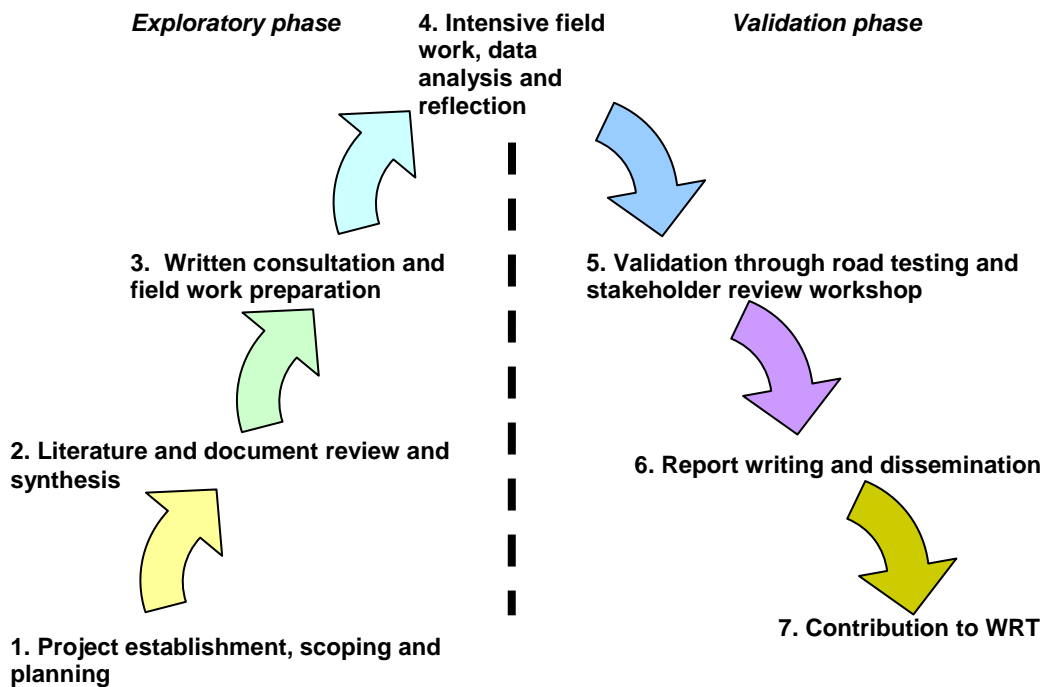 Exploratory phase
4. Intensive field
work, data
analysis and
reflection
Validation phase
3. Written consultation and
field work preparation
5. Validation through road testing and
stakeholder review workshop
2. Literature and document review and
synthesis
6. Report writing and dissemination
1. Project establishment, scoping and
planning
7. Contribution to WRT